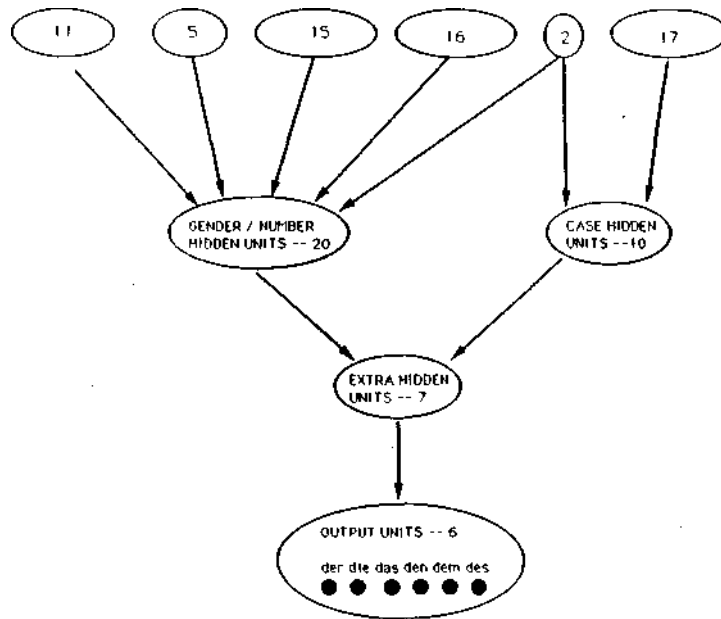 11 5 15 16 2 17
GENDER / NUMBER
HIDDEN UNITS -- 20
CASE HIDDEN
UNITS --10
EXTRA HIDDEN
UNITS -- 7
OUTPUT UNITS -- 6
der die das den dem des